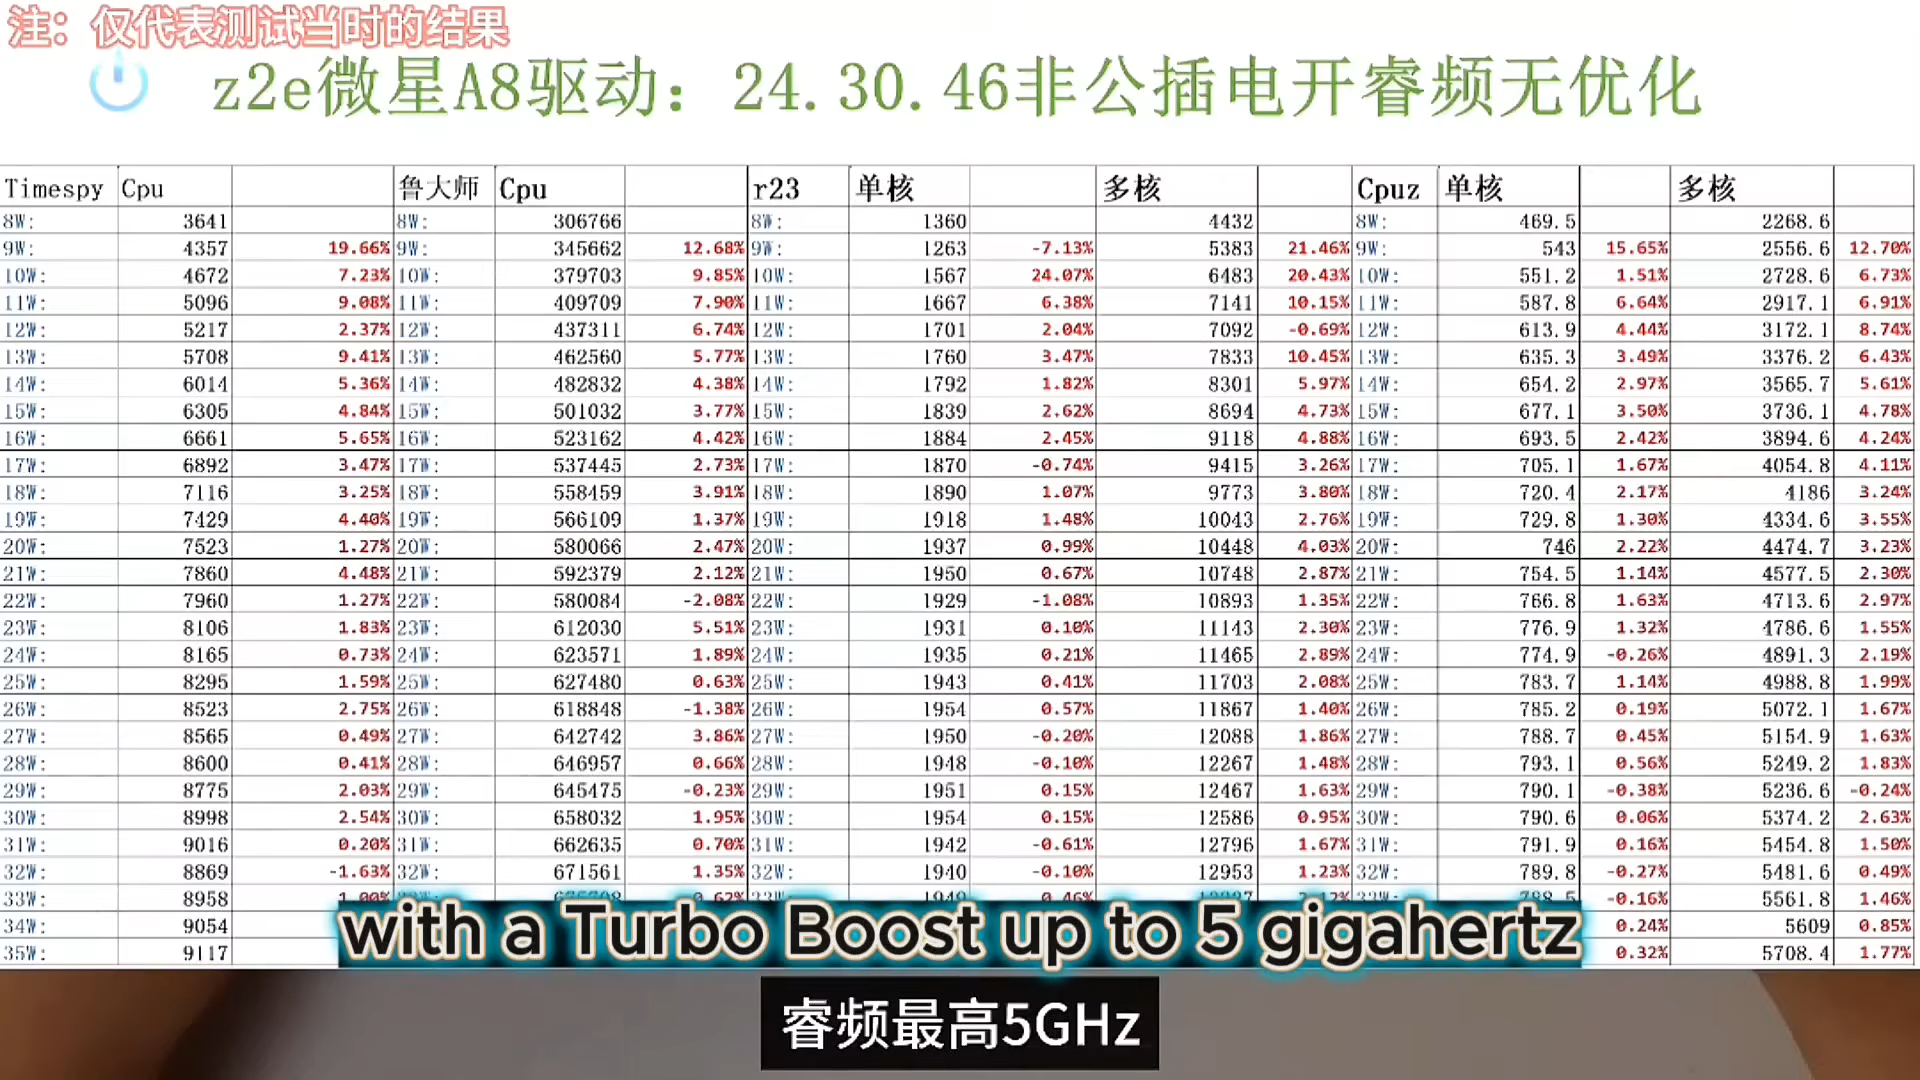 注：仅代表测试当时的结果
z2e微星A8驱动：24.30.46非公插电开睿频无优化
Timespy Cpu 鲁大师 Cpu r23 单核 多核 Cpuz 单核 多核
8W: 3641 8W: 306766 8W: 1360 4432 8W: 469.5 2268.6
9W: 4357 19.66% 9W: 345662 12.68% 9W: 1263 -7.13% 5383 21.46% 9W: 543 15.65% 2556.6 12.70%
10W: 4672 7.23% 10W: 379703 9.85% 10W: 1567 24.07% 6483 20.43% 10W: 551.2 1.51% 2728.6 6.73%
11W: 5096 9.08% 11W: 409709 7.90% 11W: 1667 6.38% 7141 10.15% 11W: 587.8 6.64% 2917.1 6.91%
12W: 5217 2.37% 12W: 437311 6.74% 12W: 1701 2.04% 7092 -0.69% 12W: 613.9 4.44% 3172.1 8.74%
13W: 5708 9.41% 13W: 462560 5.77% 13W: 1760 3.47% 7833 10.45% 13W: 635.3 3.49% 3376.2 6.43%
14W: 6014 5.36% 14W: 482832 4.38% 14W: 1792 1.82% 8301 5.97% 14W: 654.2 2.97% 3565.7 5.61%
15W: 6305 4.84% 15W: 501032 3.77% 15W: 1839 2.62% 8694 4.73% 15W: 677.1 3.50% 3736.1 4.78%
16W: 6661 5.65% 16W: 523162 4.42% 16W: 1884 2.45% 9118 4.88% 16W: 693.5 2.42% 3894.6 4.24%
17W: 6892 3.47% 17W: 537445 2.73% 17W: 1870 -0.74% 9415 3.26% 17W: 705.1 1.67% 4054.8 4.11%
18W: 7116 3.25% 18W: 558459 3.91% 18W: 1890 1.07% 9773 3.80% 18W: 720.4 2.17% 4186 3.24%
19W: 7429 4.40% 19W: 566109 1.37% 19W: 1918 1.48% 10043 2.76% 19W: 729.8 1.30% 4334.6 3.55%
20W: 7523 1.27% 20W: 580066 2.47% 20W: 1937 0.99% 10448 4.03% 20W: 746 2.22% 4474.7 3.23%
21W: 7860 4.48% 21W: 592379 2.12% 21W: 1950 0.67% 10748 2.87% 21W: 754.5 1.14% 4577.5 2.30%
22W: 7960 1.27% 22W: 580084 -2.08% 22W: 1929 -1.08% 10893 1.35% 22W: 766.8 1.63% 4713.6 2.97%
23W: 8106 1.83% 23W: 612030 5.51% 23W: 1931 0.10% 11143 2.30% 23W: 776.9 1.32% 4786.6 1.55%
24W: 8165 0.73% 24W: 623571 1.89% 24W: 1935 0.21% 11465 2.89% 24W: 774.9 -0.26% 4891.3 2.19%
25W: 8295 1.59% 25W: 627480 0.63% 25W: 1943 0.41% 11703 2.08% 25W: 783.7 1.14% 4988.8 1.99%
26W: 8523 2.75% 26W: 618848 -1.38% 26W: 1954 0.57% 11867 1.40% 26W: 785.2 0.19% 5072.1 1.67%
27W: 8565 0.49% 27W: 642742 3.86% 27W: 1950 -0.20% 12088 1.86% 27W: 788.7 0.45% 5154.9 1.63%
28W: 8600 0.41% 28W: 646957 0.66% 28W: 1948 -0.10% 12267 1.48% 28W: 793.1 0.56% 5249.2 1.83%
29W: 8775 2.03% 29W: 645475 -0.23% 29W: 1951 0.15% 12467 1.63% 29W: 790.1 -0.38% 5236.6 -0.24%
30W: 8998 2.54% 30W: 658032 1.95% 30W: 1954 0.15% 12586 0.95% 30W: 790.6 0.06% 5374.2 2.63%
31W: 9016 0.20% 31W: 662635 0.70% 31W: 1942 -0.61% 12796 1.67% 31W: 791.9 0.16% 5454.8 1.50%
32W: 8869 -1.63% 32W: 671561 1.35% 32W: 1940 -0.10% 12953 1.23% 32W: 789.8 -0.27% 5481.6 0.49%
33W: 8958 -0.16% 5561.8 1.46%
34W: 9054 0.24% 5609 0.85%
35W: 9117 0.32% 5708.4 1.77%
with a Turbo Boost up to 5 gigahertz
睿频最高5GHz